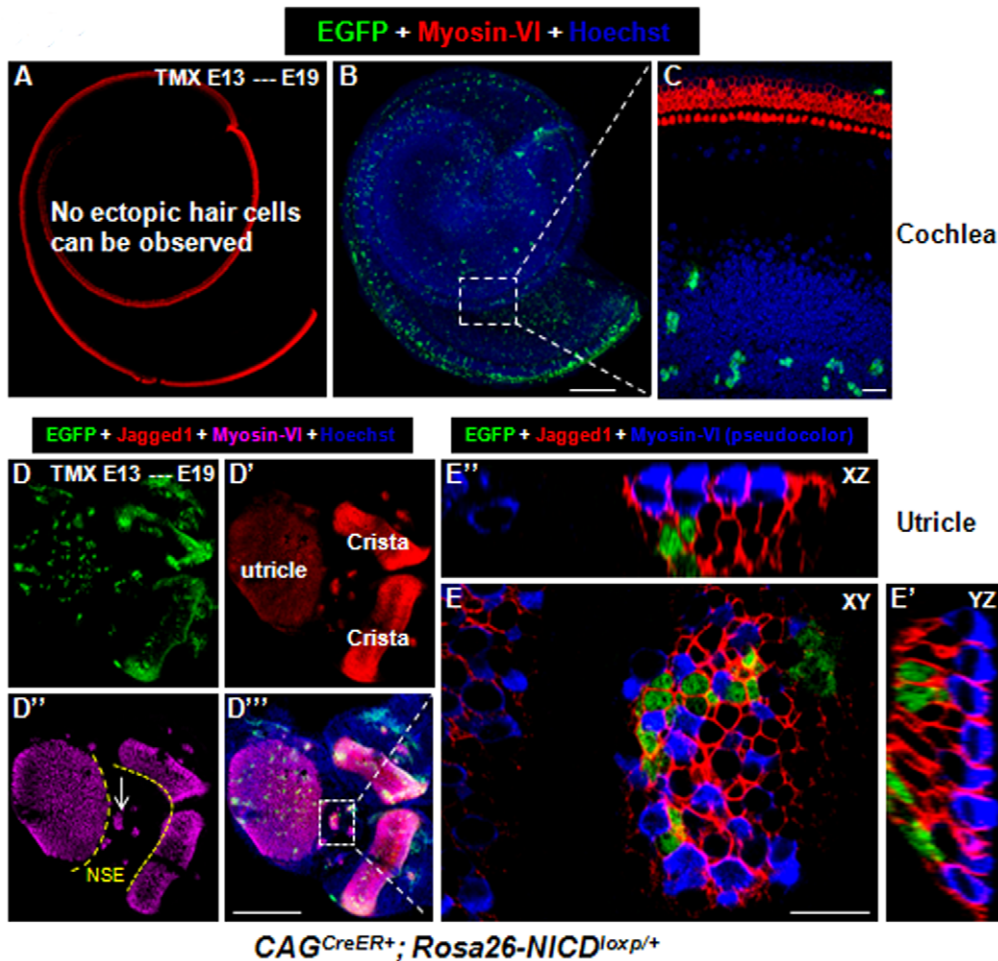 EGFP + Myosin-VI + Hoechst
A
TMX E13 --- E19
B
C
No ectopic hair cells
can be observed
Cochlea
EGFP + Jagged1 + Myosin-VI + Hoechst
EGFP + Jagged1 + Myosin-VI (pseudocolor)
D
TMX E13 --- E19
D'
E''
XZ
Crista
utricle
Crista
Utricle
E
XY
E'
YZ
D''
D'''
NSE
CAGCreER+; Rosa26-NICDloxp/+